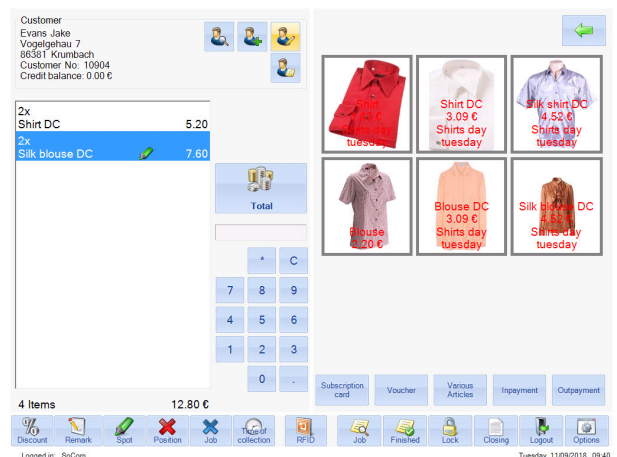 Customer
Evans Jake
Vogelgehau 7
86381 Krumbach
Customer No: 10904
Credit balance: 0.00 €
2x
Shirt DC 5.20
2x
Silk blouse DC 7.60
Total
* C
7 8 9
4 5 6
1 2 3
0 .
4 Items 12.80 €
Shirt
€
Shirts day
tuesday
Shirt DC
3.09 €
Shirts day
tuesday
Silk shirt DC
4.52 €
Shirts day
tuesday
Blouse
2.20 €
Blouse DC
3.09 €
Shirts day
tuesday
Silk blouse DC
4.52 €
Shirts day
tuesday
Subscription
card
Voucher
Various
Articles
Inpayment
Outpayment
Discount Remark Spot Position Job Time of
collection RFID Job Finished Lock Closing Logout Options
Logged in: SoCom Tuesday, 11/09/2018 09:40